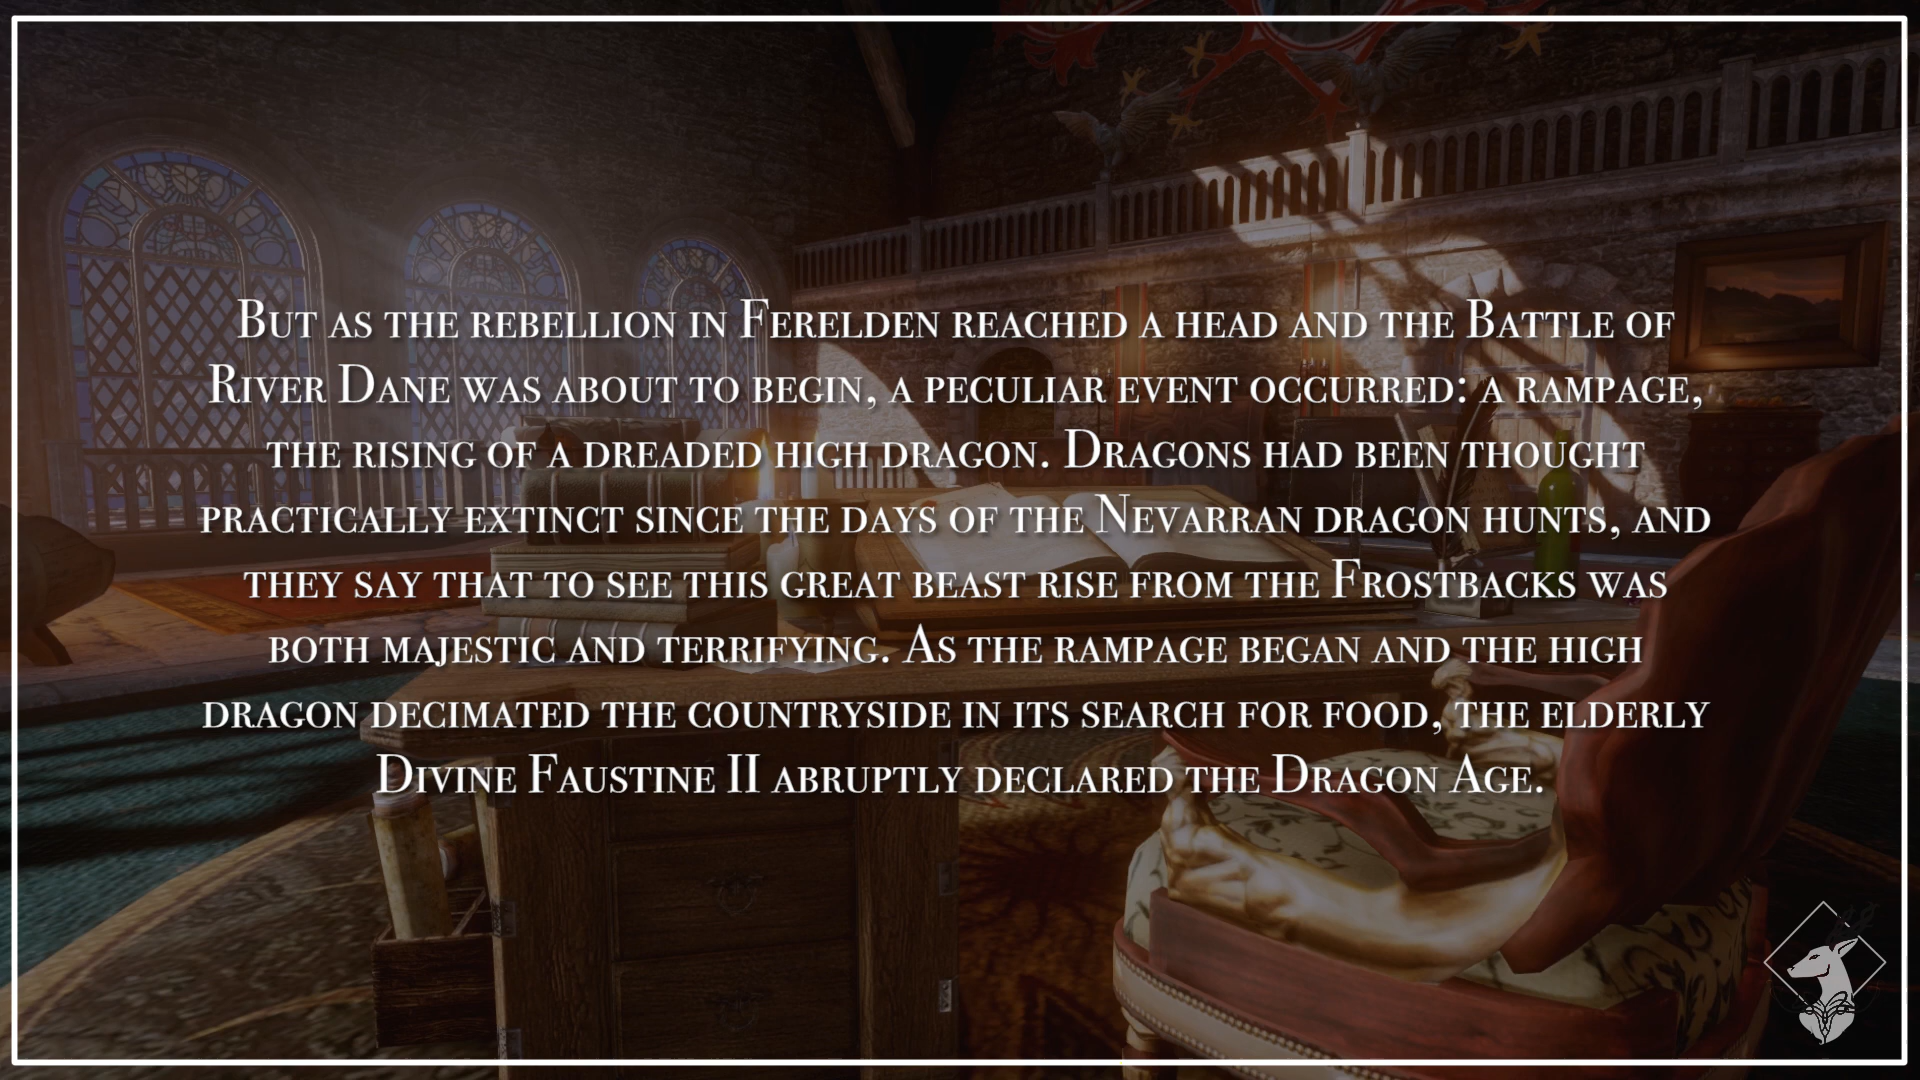 But as the rebellion in Ferelden reached a head and the Battle of
River Dane was about to begin, a peculiar event occurred: a rampage,
the rising of a dreaded high dragon. Dragons had been thought
practically extinct since the days of the Nevarran dragon hunts, and
they say that to see this great beast rise from the Frostbacks was
both majestic and terrifying. As the rampage began and the high
dragon decimated the countryside in its search for food, the elderly
Divine Faustine II abruptly declared the Dragon Age.